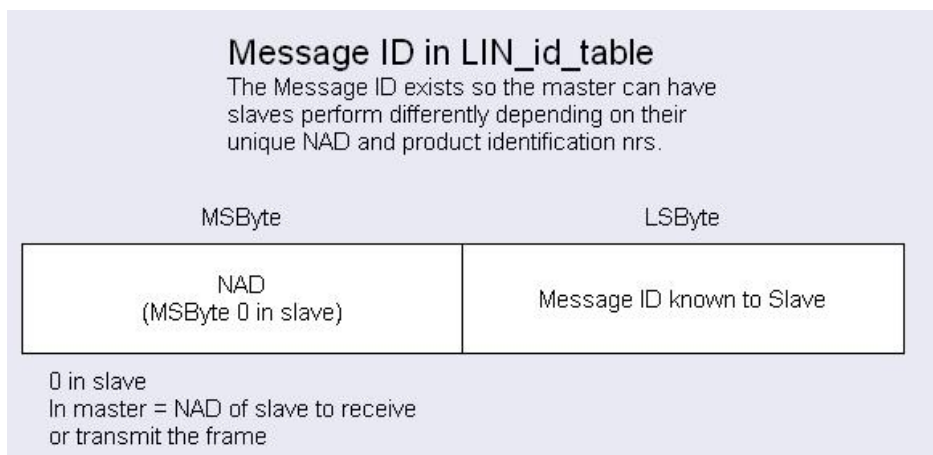 Message ID in LIN_id_table
The Message ID exists so the master can have
slaves perform differently depending on their
unique NAD and product identification nrs.
MSByte
LSByte
NAD
(MSByte 0 in slave)
Message ID known to Slave
0 in slave
In master = NAD of slave to receive
or transmit the frame